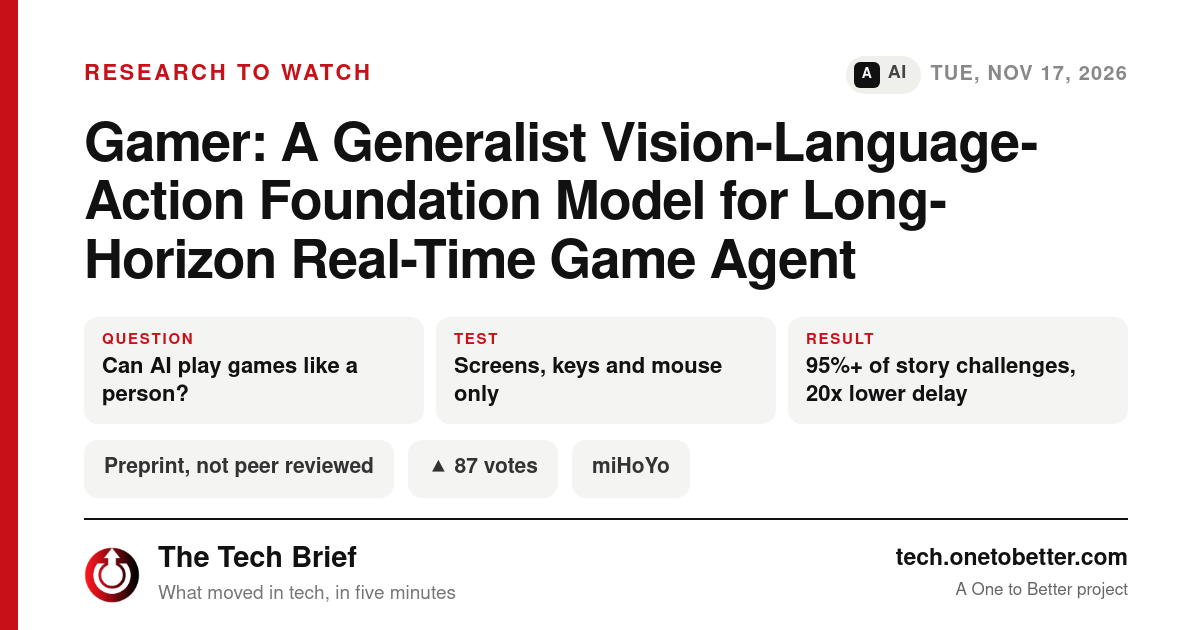 RESEARCH TO WATCH
A AI TUE, NOV 17, 2026
Gamer: A Generalist Vision-Language-
Action Foundation Model for Long-
Horizon Real-Time Game Agent
QUESTION
Can AI play games like a
person?
TEST
Screens, keys and mouse
only
RESULT
95%+ of story challenges,
20x lower delay
Preprint, not peer reviewed
▲ 87 votes
miHoYo
The Tech Brief
What moved in tech, in five minutes
tech.onetobetter.com
A One to Better project